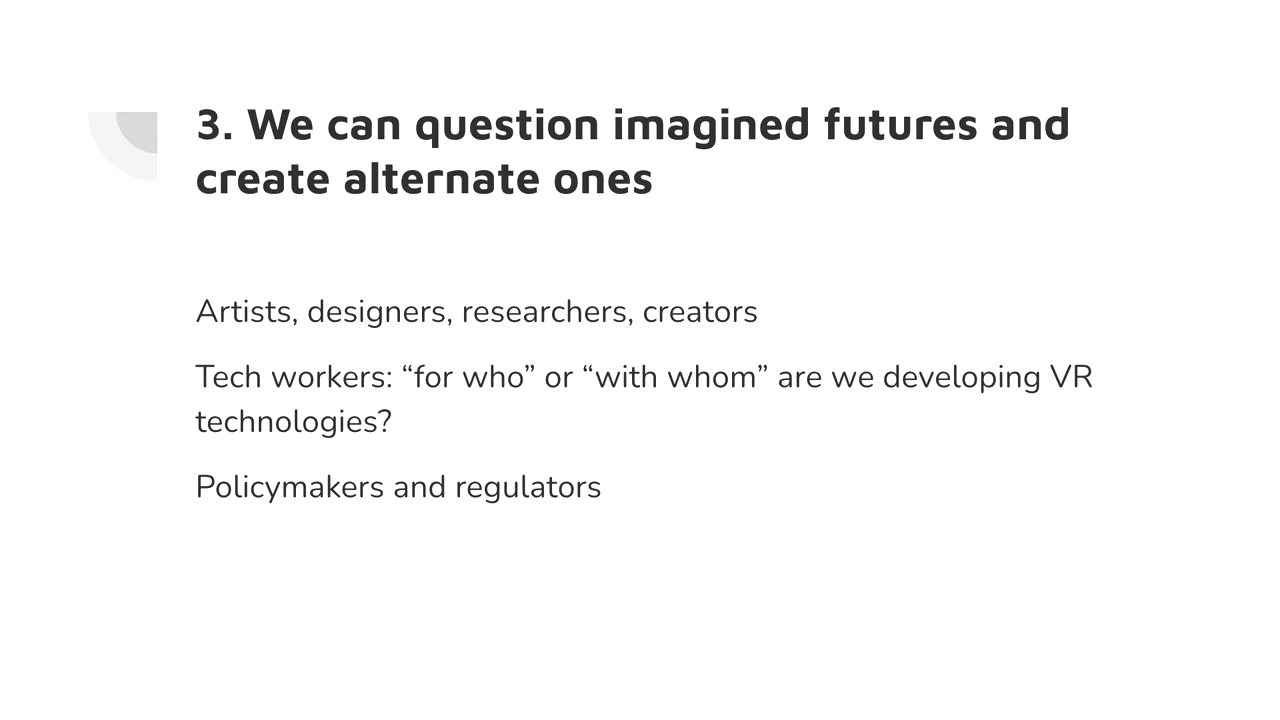 3. We can question imagined futures and
create alternate ones
Artists, designers, researchers, creators
Tech workers: “for who” or “with whom” are we developing VR
technologies?
Policymakers and regulators